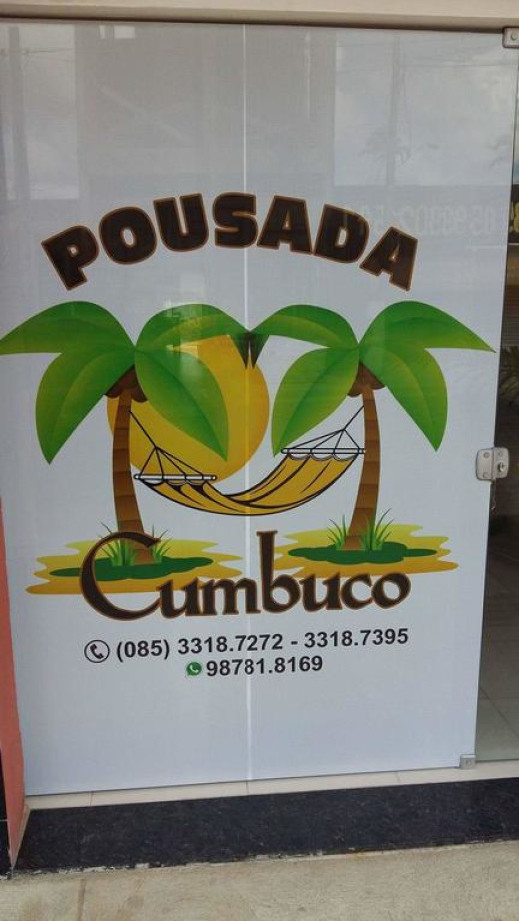 POUSADA
Cumbuco
(085) 3318.7272 - 3318.7395
98781.8169